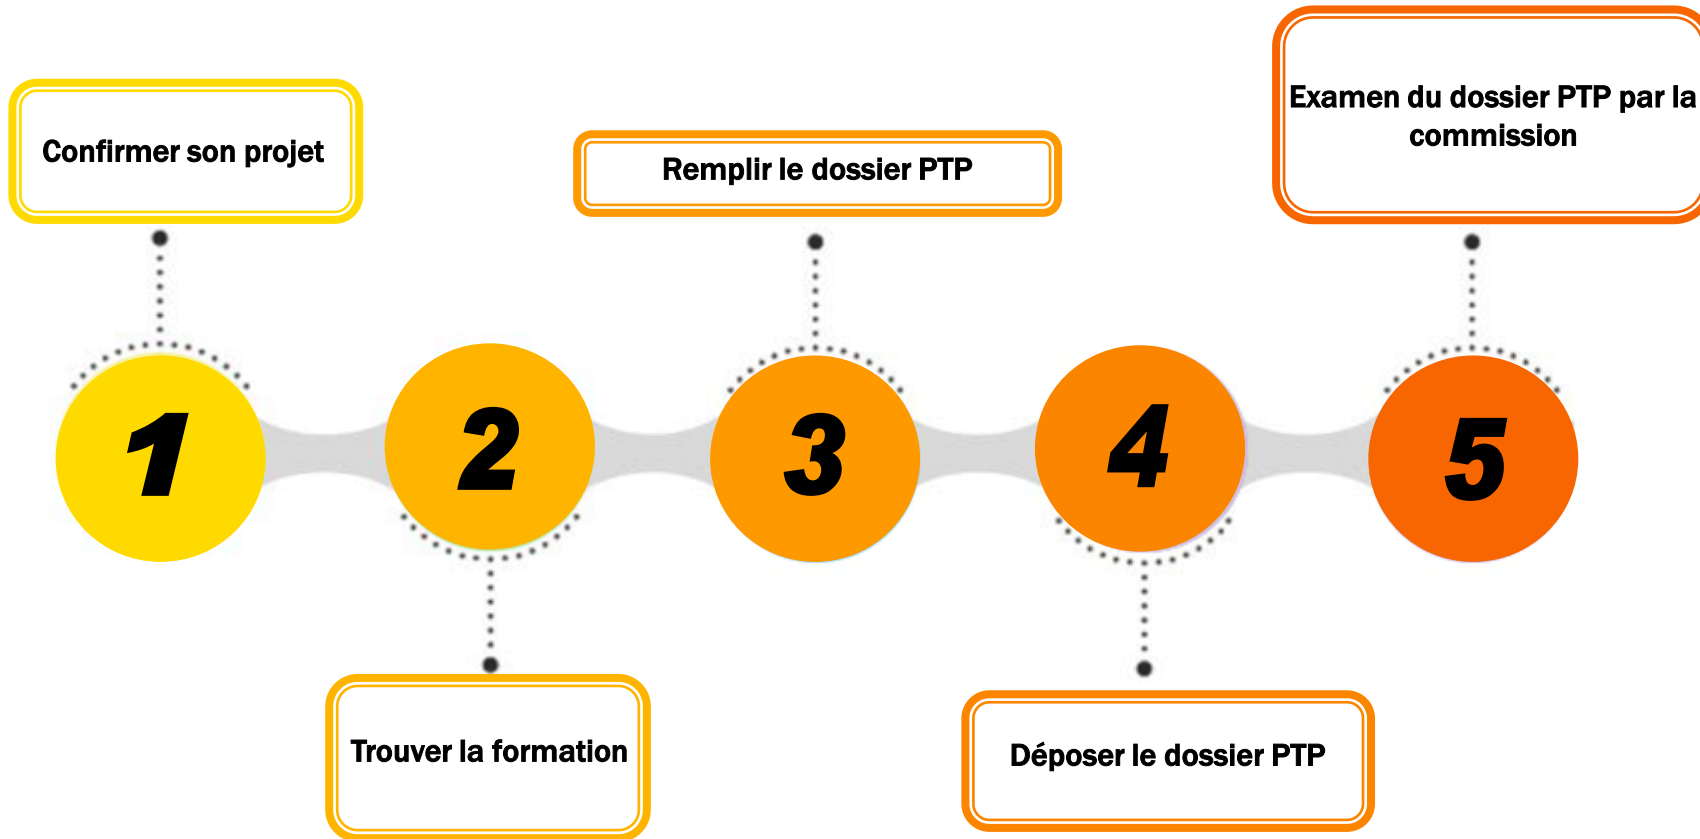 Confirmer son projet
Remplir le dossier PTP
Examen du dossier PTP par la
commission
1
2
3
4
5
Trouver la formation
Déposer le dossier PTP